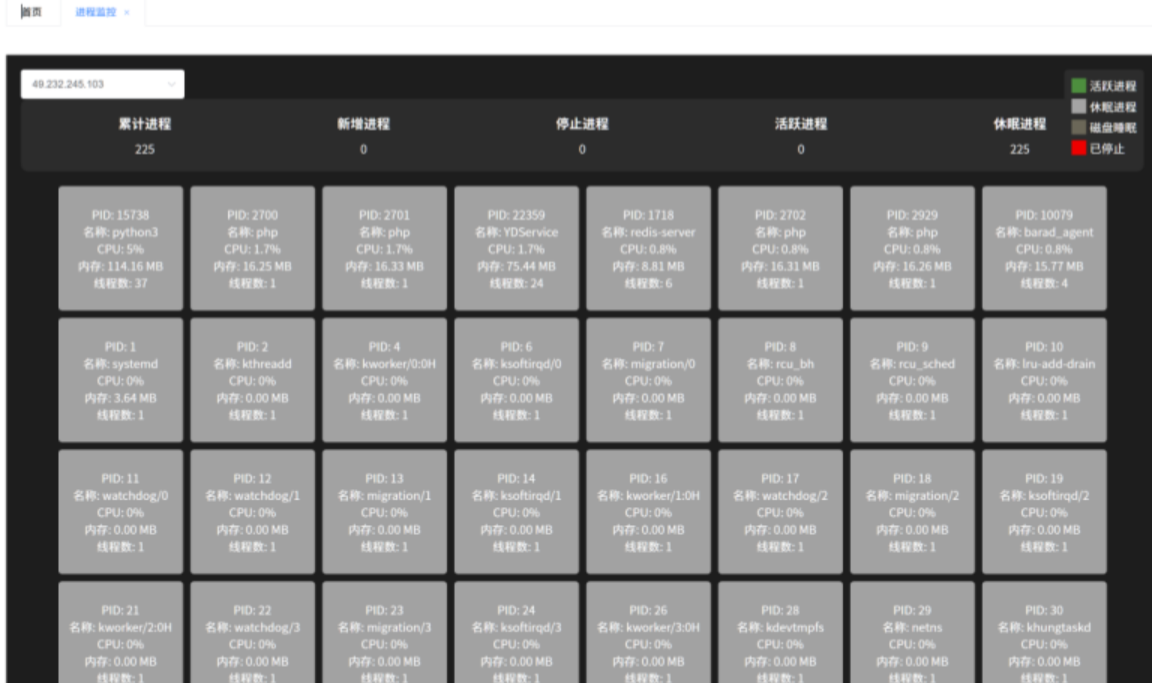 首页 进程监控 ×
49.232.245.103
活跃进程
休眠进程
磁盘睡眠
已停止
累计进程 新增进程 停止进程 活跃进程 休眠进程
225 0 0 0 225
PID: 15738 PID: 2700 PID: 2701 PID: 22359 PID: 1718 PID: 2702 PID: 2929 PID: 10079
名称: python3 名称: php 名称: php 名称: YDService 名称: redis-server 名称: php 名称: php 名称: barad_agent
CPU: 5% CPU: 1.7% CPU: 1.7% CPU: 1.7% CPU: 0.8% CPU: 0.8% CPU: 0.8% CPU: 0.8%
内存: 114.16 MB 内存: 16.25 MB 内存: 16.33 MB 内存: 75.44 MB 内存: 8.81 MB 内存: 16.31 MB 内存: 16.26 MB 内存: 15.77 MB
线程数: 37 线程数: 1 线程数: 1 线程数: 24 线程数: 6 线程数: 1 线程数: 1 线程数: 4
PID: 1 PID: 2 PID: 4 PID: 6 PID: 7 PID: 8 PID: 9 PID: 10
名称: systemd 名称: kthreadd 名称: kworker/0:0H 名称: ksoftirqd/0 名称: migration/0 名称: rcu_bh 名称: rcu_sched 名称: lru-add-drain
CPU: 0% CPU: 0% CPU: 0% CPU: 0% CPU: 0% CPU: 0% CPU: 0% CPU: 0%
内存: 3.64 MB 内存: 0.00 MB 内存: 0.00 MB 内存: 0.00 MB 内存: 0.00 MB 内存: 0.00 MB 内存: 0.00 MB 内存: 0.00 MB
线程数: 1 线程数: 1 线程数: 1 线程数: 1 线程数: 1 线程数: 1 线程数: 1 线程数: 1
PID: 11 PID: 12 PID: 13 PID: 14 PID: 16 PID: 17 PID: 18 PID: 19
名称: watchdog/0 名称: watchdog/1 名称: migration/1 名称: ksoftirqd/1 名称: kworker/1:0H 名称: watchdog/2 名称: migration/2 名称: ksoftirqd/2
CPU: 0% CPU: 0% CPU: 0% CPU: 0% CPU: 0% CPU: 0% CPU: 0% CPU: 0%
内存: 0.00 MB 内存: 0.00 MB 内存: 0.00 MB 内存: 0.00 MB 内存: 0.00 MB 内存: 0.00 MB 内存: 0.00 MB 内存: 0.00 MB
线程数: 1 线程数: 1 线程数: 1 线程数: 1 线程数: 1 线程数: 1 线程数: 1 线程数: 1
PID: 21 PID: 22 PID: 23 PID: 24 PID: 26 PID: 28 PID: 29 PID: 30
名称: kworker/2:0H 名称: watchdog/3 名称: migration/3 名称: ksoftirqd/3 名称: kworker/3:0H 名称: kdevtmpfs 名称: netns 名称: khungtaskd
CPU: 0% CPU: 0% CPU: 0% CPU: 0% CPU: 0% CPU: 0% CPU: 0% CPU: 0%
内存: 0.00 MB 内存: 0.00 MB 内存: 0.00 MB 内存: 0.00 MB 内存: 0.00 MB 内存: 0.00 MB 内存: 0.00 MB 内存: 0.00 MB
线程数: 1 线程数: 1 线程数: 1 线程数: 1 线程数: 1 线程数: 1 线程数: 1 线程数: 1